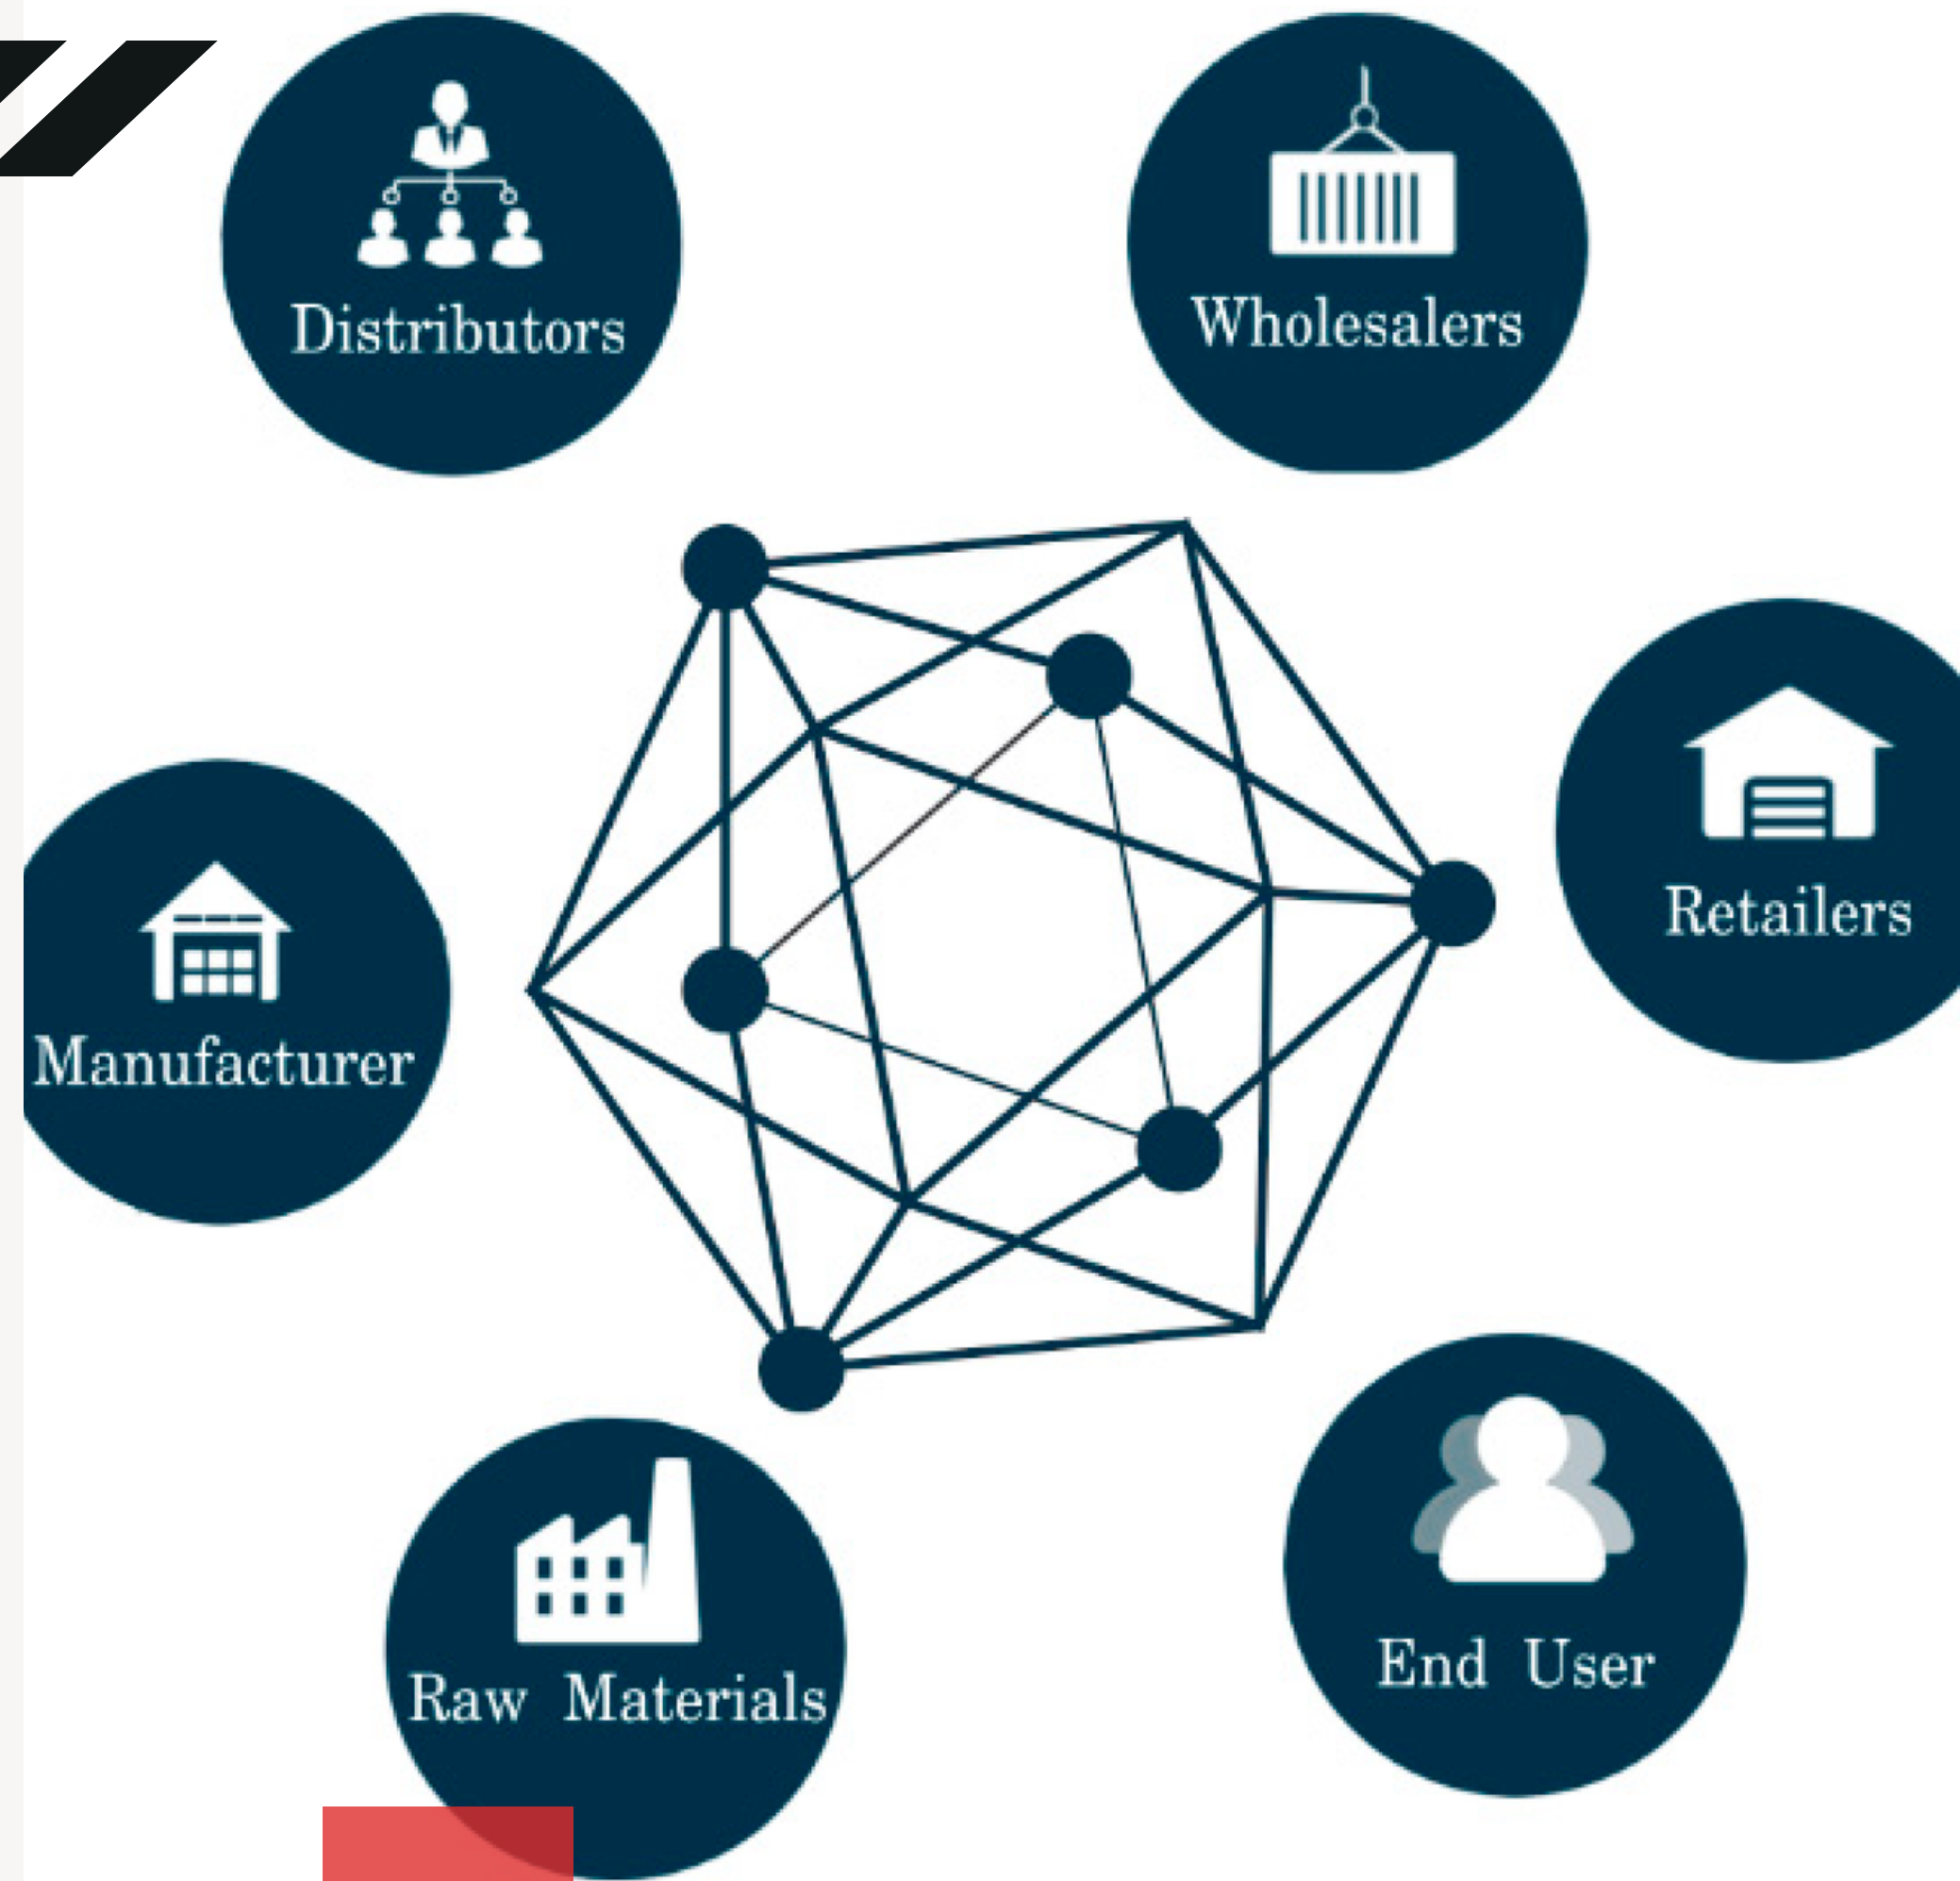 Distributors
Wholesalers
Retailers
Manufacturer
End User
Raw Materials